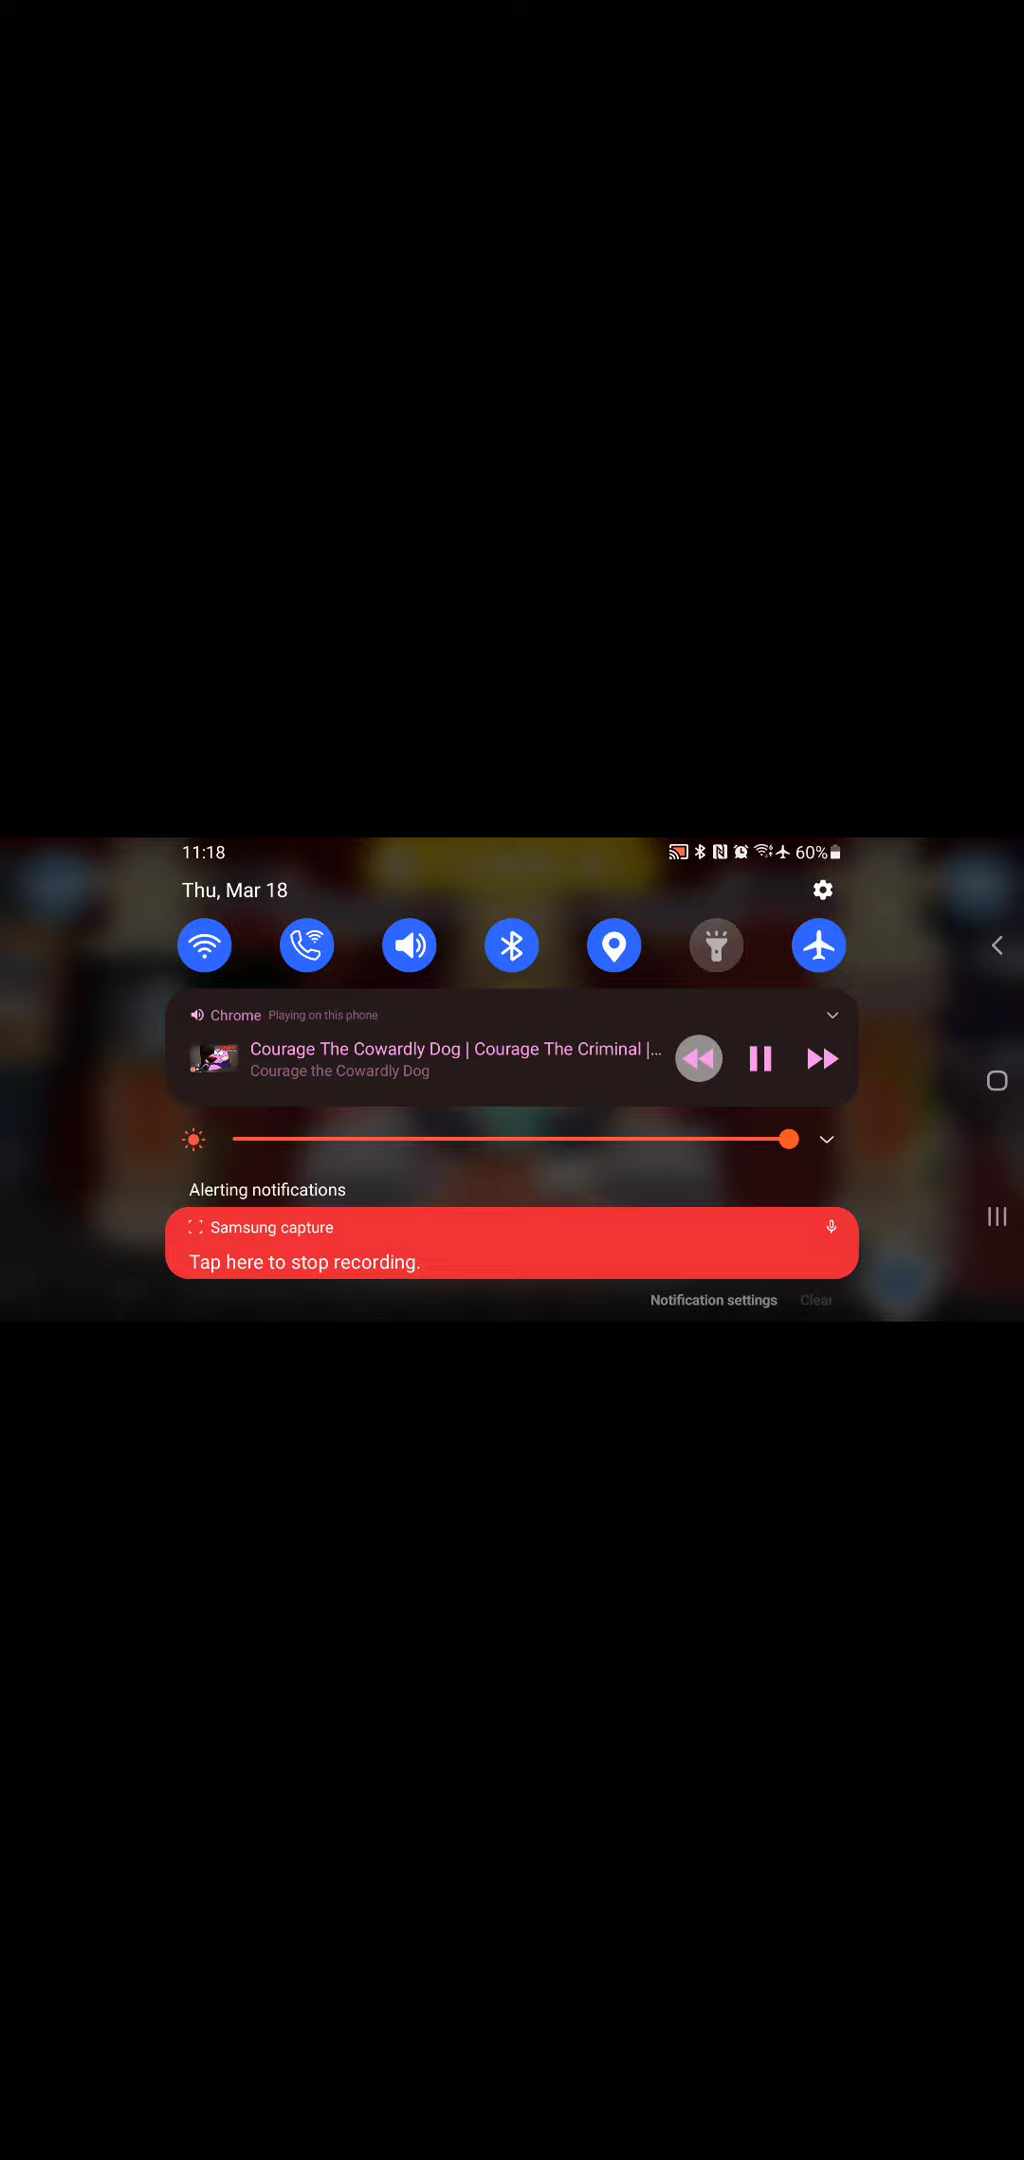 11:18
60%
Thu, Mar 18
Chrome Playing on this phone
Courage The Cowardly Dog | Courage The Criminal |...
Courage the Cowardly Dog
Alerting notifications
Samsung capture
Tap here to stop recording.
Notification settings Clear